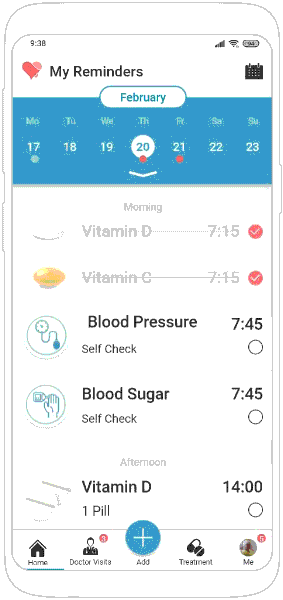 9:38
My Reminders
February
Mo Tu We Th Fr Sa Su
17 18 19 20 21 22 23
Morning
Vitamin D 7:15
Vitamin C 7:15
Blood Pressure 7:45
Self Check
Blood Sugar 7:45
Self Check
Afternoon
Vitamin D 14:00
1 Pill
Home Doctor Visits Add Treatment Me